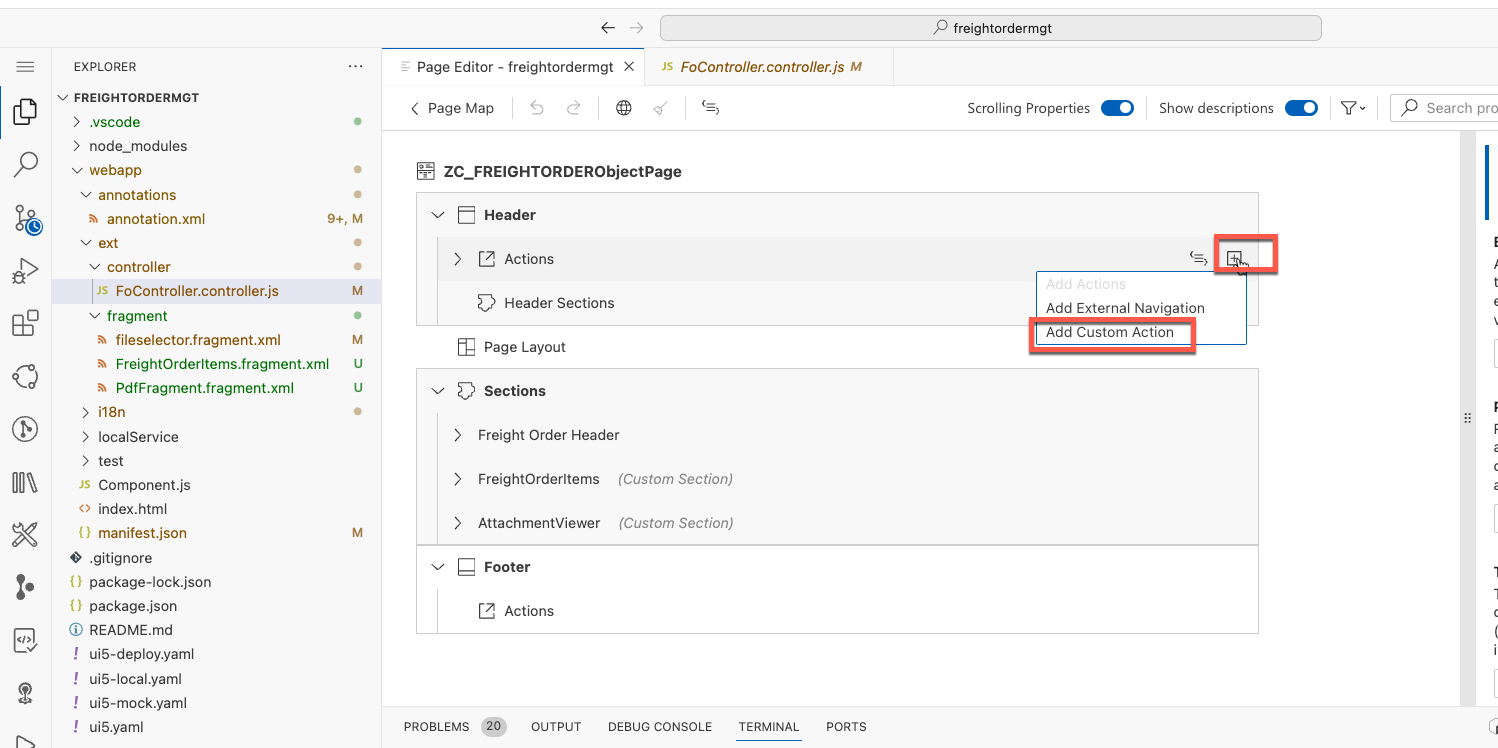 freightordermgt
EXPLORER
FREIGHTORDERMGT
.vscode
node_modules
webapp
annotations
annotation.xml 9+, M
ext
controller
JS FoController.controller.js M
fragment
fileselector.fragment.xml M
FreightOrderItems.fragment.xml U
PdfFragment.fragment.xml U
i18n
localService
test
JS Component.js
<> index.html
{} manifest.json M
.gitignore
{} package-lock.json
{} package.json
README.md
! ui5-deploy.yaml
! ui5-local.yaml
! ui5-mock.yaml
! ui5.yaml
Page Editor - freightordermgt
JS FoController.controller.js M
Page Map
Scrolling Properties
Show descriptions
Search pro
ZC_FREIGHTORDERObjectPage
Header
Actions
Add Actions
Add External Navigation
Add Custom Action
Header Sections
Page Layout
Sections
Freight Order Header
FreightOrderItems (Custom Section)
AttachmentViewer (Custom Section)
Footer
Actions
PROBLEMS 20 OUTPUT DEBUG CONSOLE TERMINAL PORTS